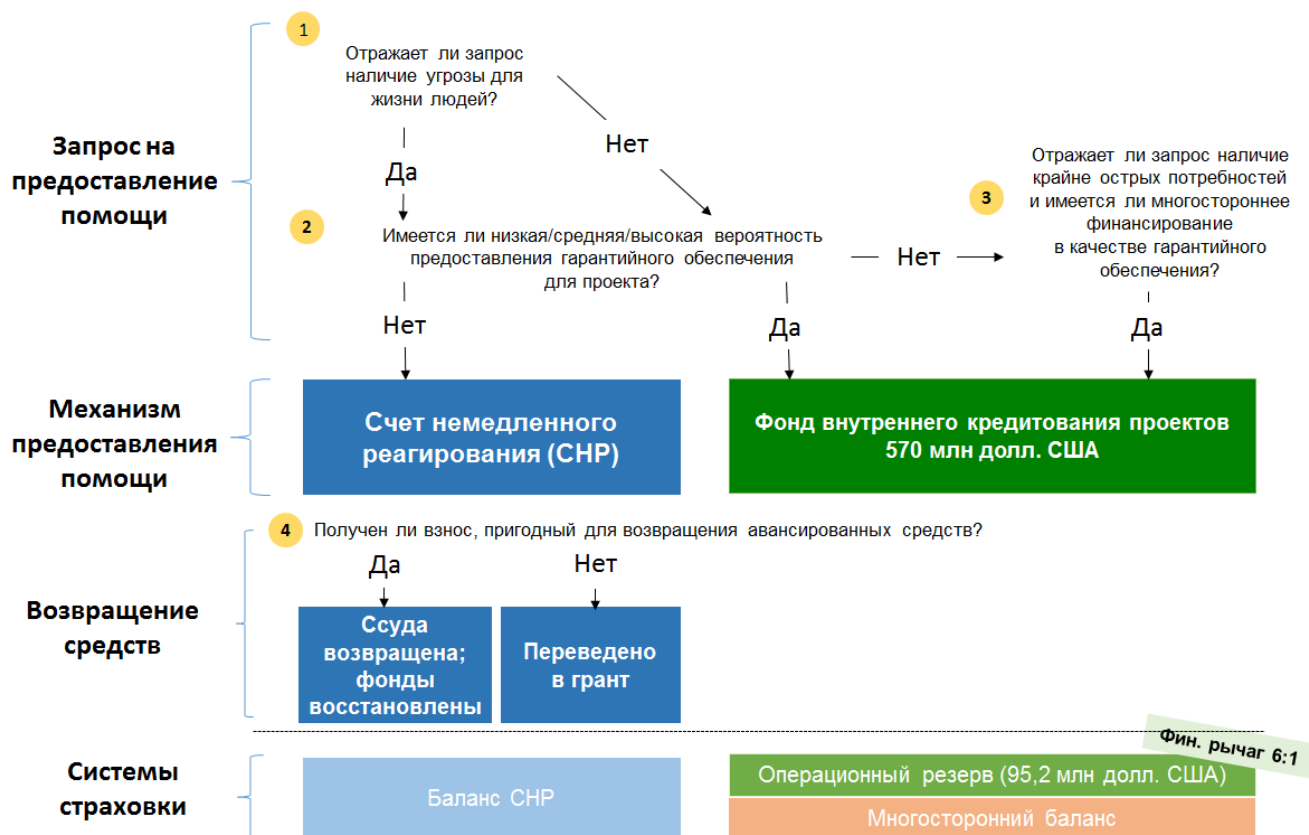 1
Отражает ли запрос
наличие угрозы для
жизни людей?
Запрос на
предоставление
помощи
Да
Нет
2
Имеется ли низкая/средняя/высокая вероятность
предоставления гарантийного обеспечения
для проекта?
Нет
3
Отражает ли запрос наличие
крайне острых потребностей
и имеется ли многостороннее
финансирование
в качестве гарантийного
обеспечения?
Нет
Да
Да
Механизм
предоставления
помощи
Счет немедленного
реагирования (СНР)
Фонд внутреннего кредитования проектов
570 млн долл. США
4
Получен ли взнос, пригодный для возвращения авансированных средств?
Да
Нет
Возвращение
средств
Ссуда
возвращена;
фонды
восстановлены
Переведено
в грант
Фин. рычаг 6:1
Системы
страховки
Баланс СНР
Операционный резерв (95,2 млн долл. США)
Многосторонний баланс